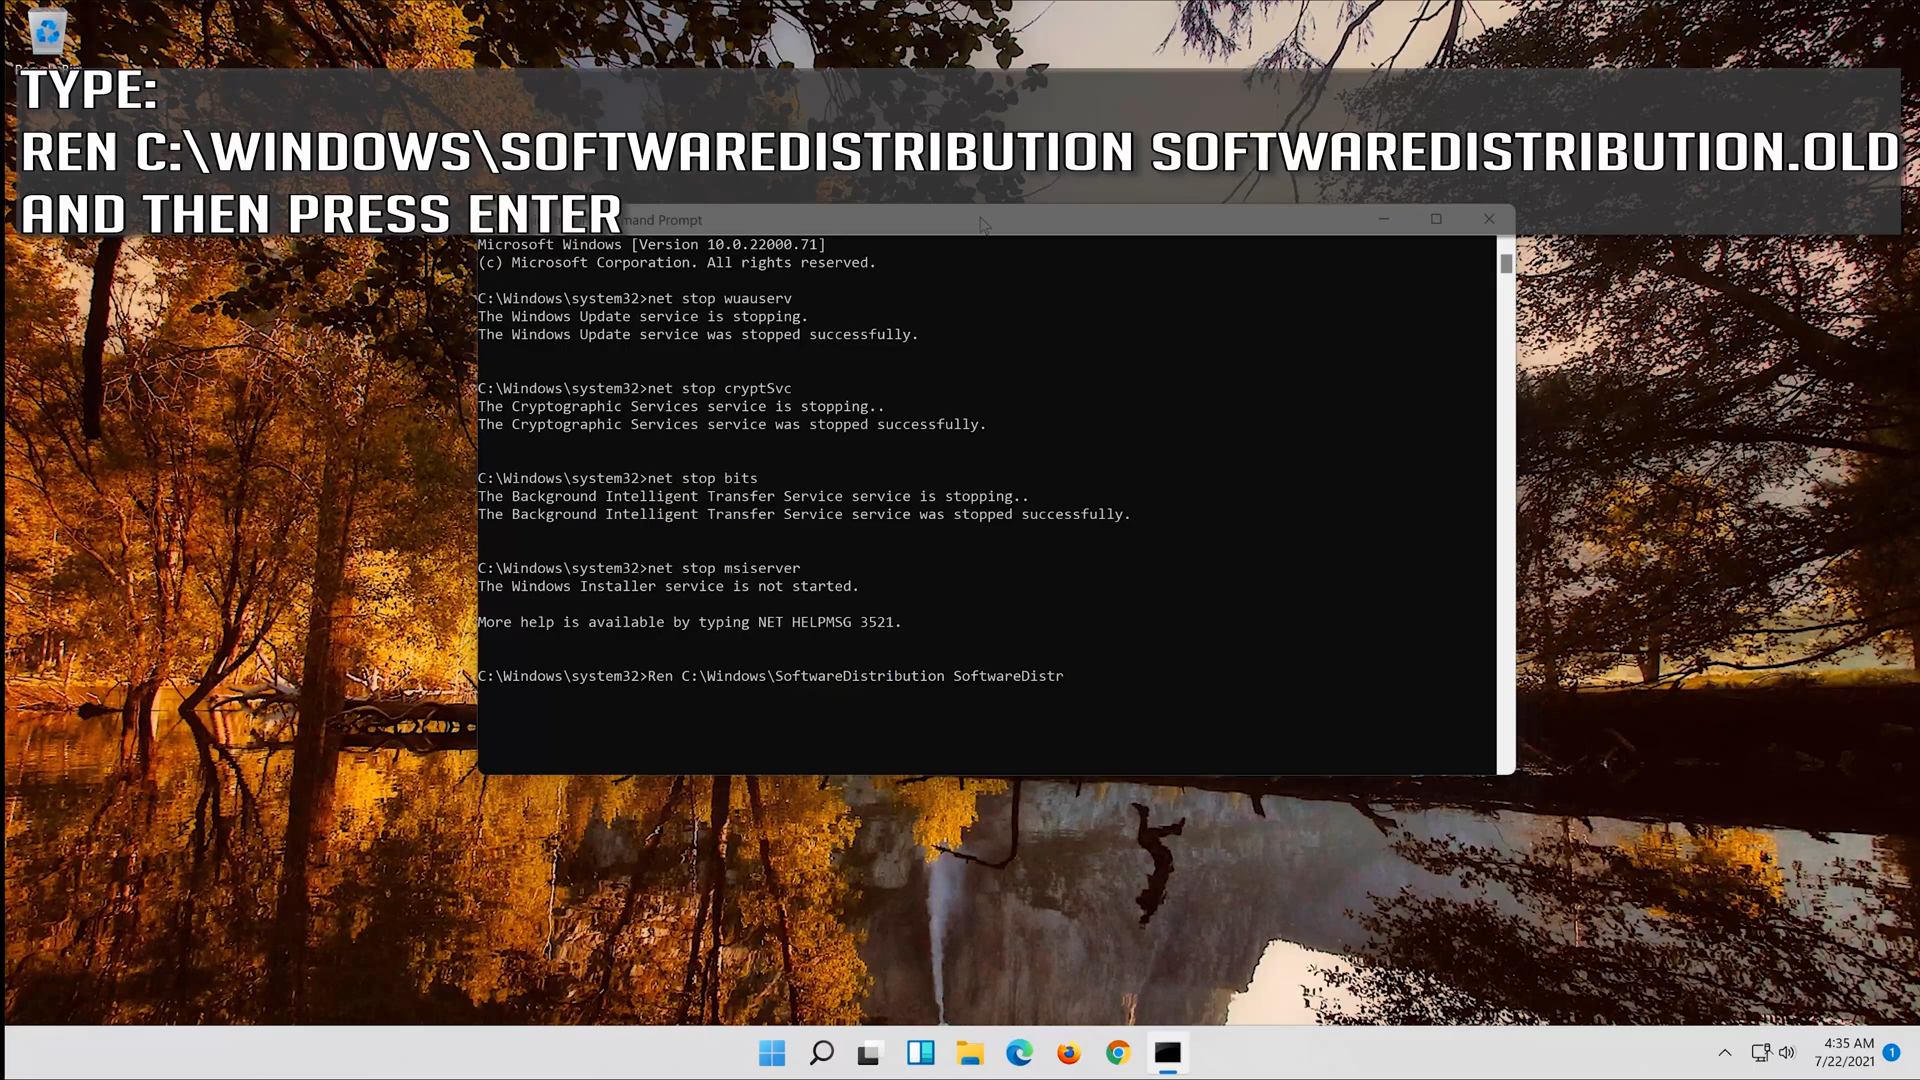 TYPE:
REN C:\WINDOWS\SOFTWAREDISTRIBUTION SOFTWAREDISTRIBUTION.OLD
AND THEN PRESS ENTER
mand Prompt
Microsoft Windows [Version 10.0.22000.71]
(c) Microsoft Corporation. All rights reserved.
C:\Windows\system32>net stop wuauserv
The Windows Update service is stopping.
The Windows Update service was stopped successfully.
C:\Windows\system32>net stop cryptSvc
The Cryptographic Services service is stopping..
The Cryptographic Services service was stopped successfully.
C:\Windows\system32>net stop bits
The Background Intelligent Transfer Service service is stopping..
The Background Intelligent Transfer Service service was stopped successfully.
C:\Windows\system32>net stop msiserver
The Windows Installer service is not started.
More help is available by typing NET HELPMSG 3521.
C:\Windows\system32>Ren C:\Windows\SoftwareDistribution SoftwareDistr
4:35 AM
7/22/2021
1